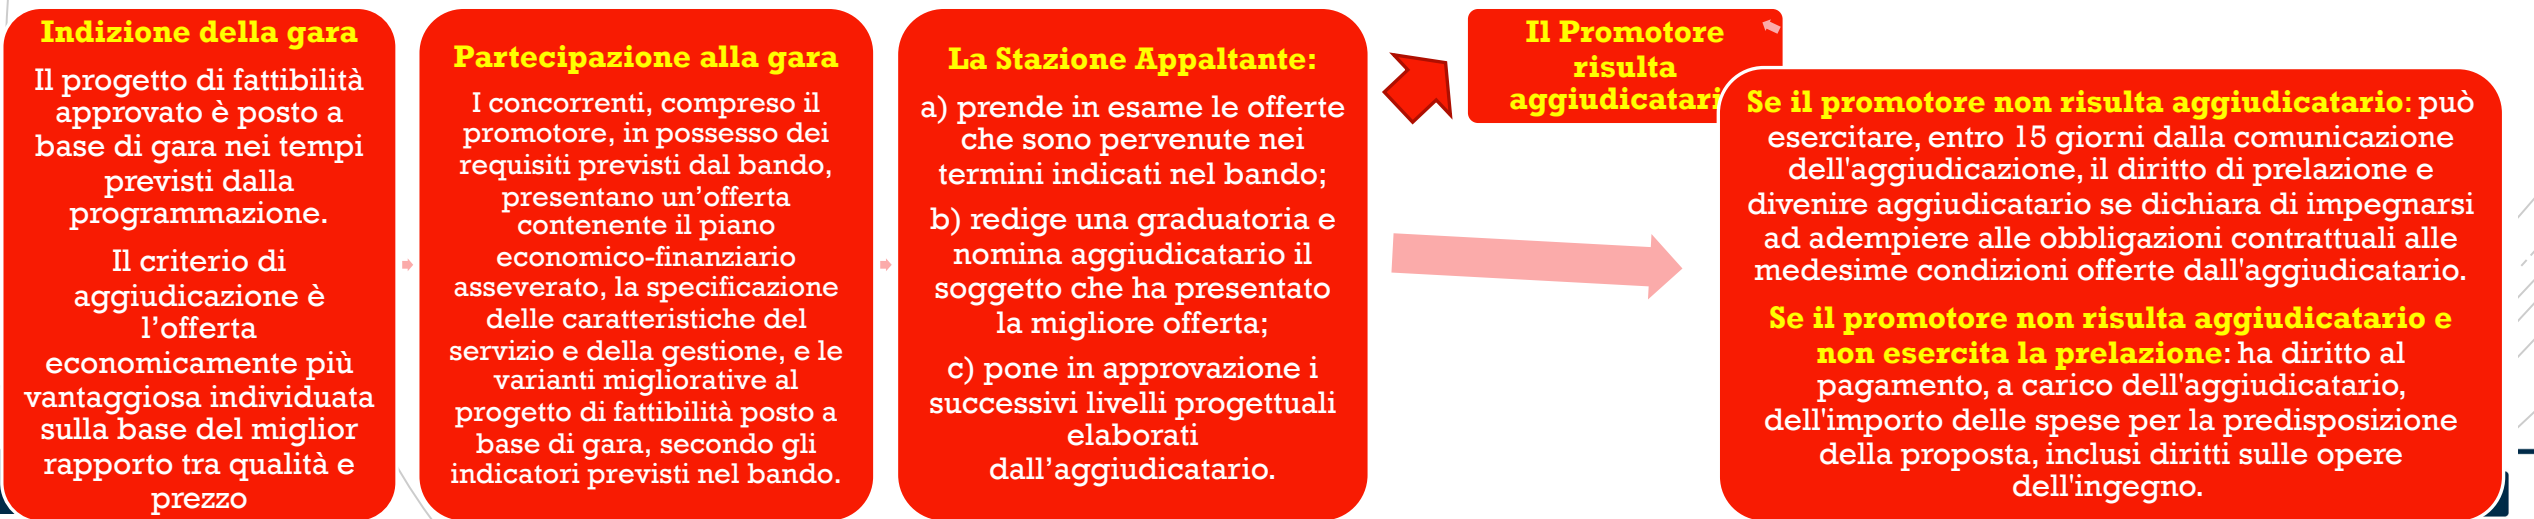 Indizione della gara
Il progetto di fattibilità
approvato è posto a
base di gara nei tempi
previsti dalla
programmazione.
Il criterio di
aggiudicazione è
l’offerta
economicamente più
vantaggiosa individuata
sulla base del miglior
rapporto tra qualità e
prezzo
Partecipazione alla gara
I concorrenti, compreso il
promotore, in possesso dei
requisiti previsti dal bando,
presentano un’offerta
contenente il piano
economico-finanziario
asseverato, la specificazione
delle caratteristiche del
servizio e della gestione, e le
varianti migliorative al
progetto di fattibilità posto a
base di gara, secondo gli
indicatori previsti nel bando.
La Stazione Appaltante:
a) prende in esame le offerte
che sono pervenute nei
termini indicati nel bando;
b) redige una graduatoria e
nomina aggiudicatario il
soggetto che ha presentato
la migliore offerta;
c) pone in approvazione i
successivi livelli progettuali
elaborati
dall’aggiudicatario.
Il Promotore
risulta
aggiudicatari
Se il promotore non risulta aggiudicatario: può
esercitare, entro 15 giorni dalla comunicazione
dell'aggiudicazione, il diritto di prelazione e
divenire aggiudicatario se dichiara di impegnarsi
ad adempiere alle obbligazioni contrattuali alle
medesime condizioni offerte dall'aggiudicatario.
Se il promotore non risulta aggiudicatario e
non esercita la prelazione: ha diritto al
pagamento, a carico dell'aggiudicatario,
dell'importo delle spese per la predisposizione
della proposta, inclusi diritti sulle opere
dell'ingegno.